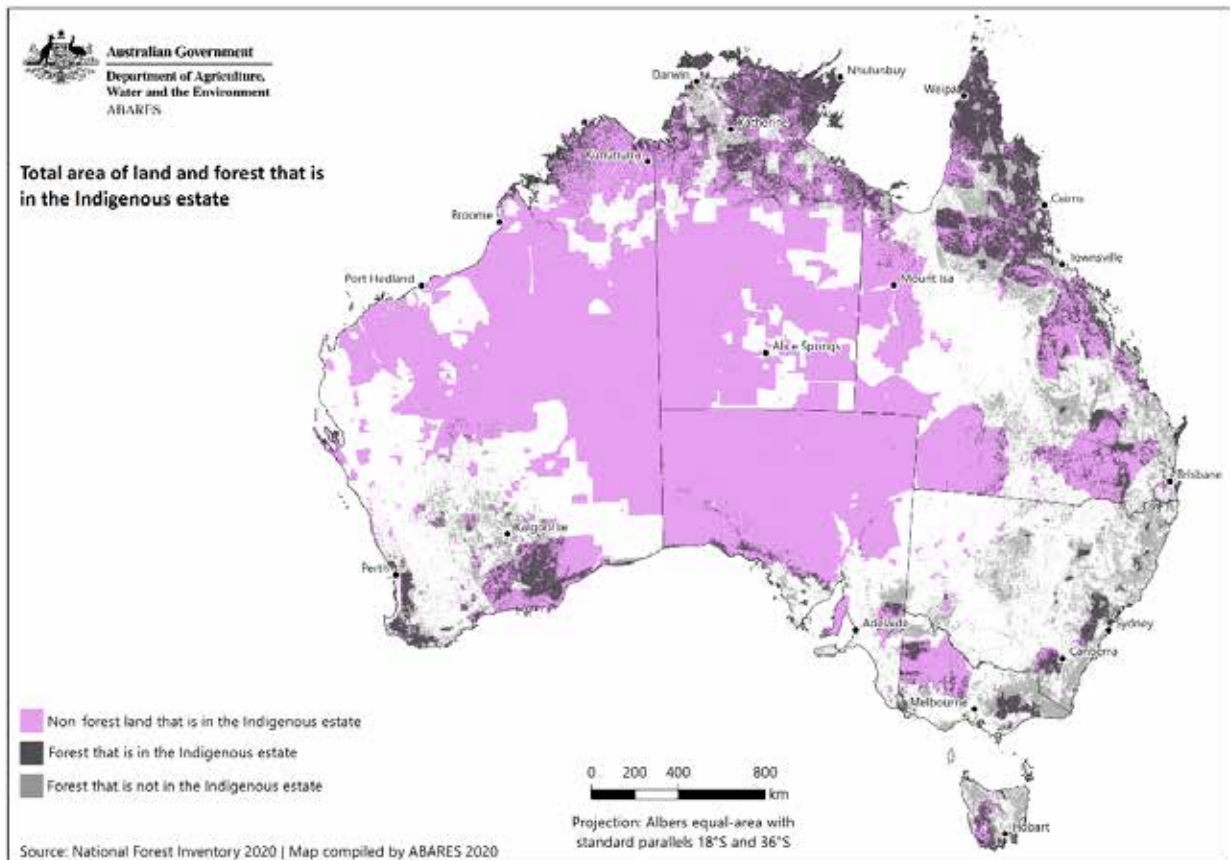 Australian Government
Department of Agriculture,
Water and the Environment
ABARES
Total area of land and forest that is
in the Indigenous estate
Darwin
Nhulunbuy
Weipa
Katherine
Kununurra
Cairns
Broome
Townsville
Port Hedland
Mount Isa
Alice Springs
Brisbane
Kalgoorlie
Perth
Adelaide
Sydney
Canberra
Melbourne
Hobart
Non forest land that is in the Indigenous estate
Forest that is in the Indigenous estate
Forest that is not in the Indigenous estate
0 200 400 800
km
Projection: Albers equal-area with
standard parallels 18°S and 36°S
Source: National Forest Inventory 2020 | Map compiled by ABARES 2020